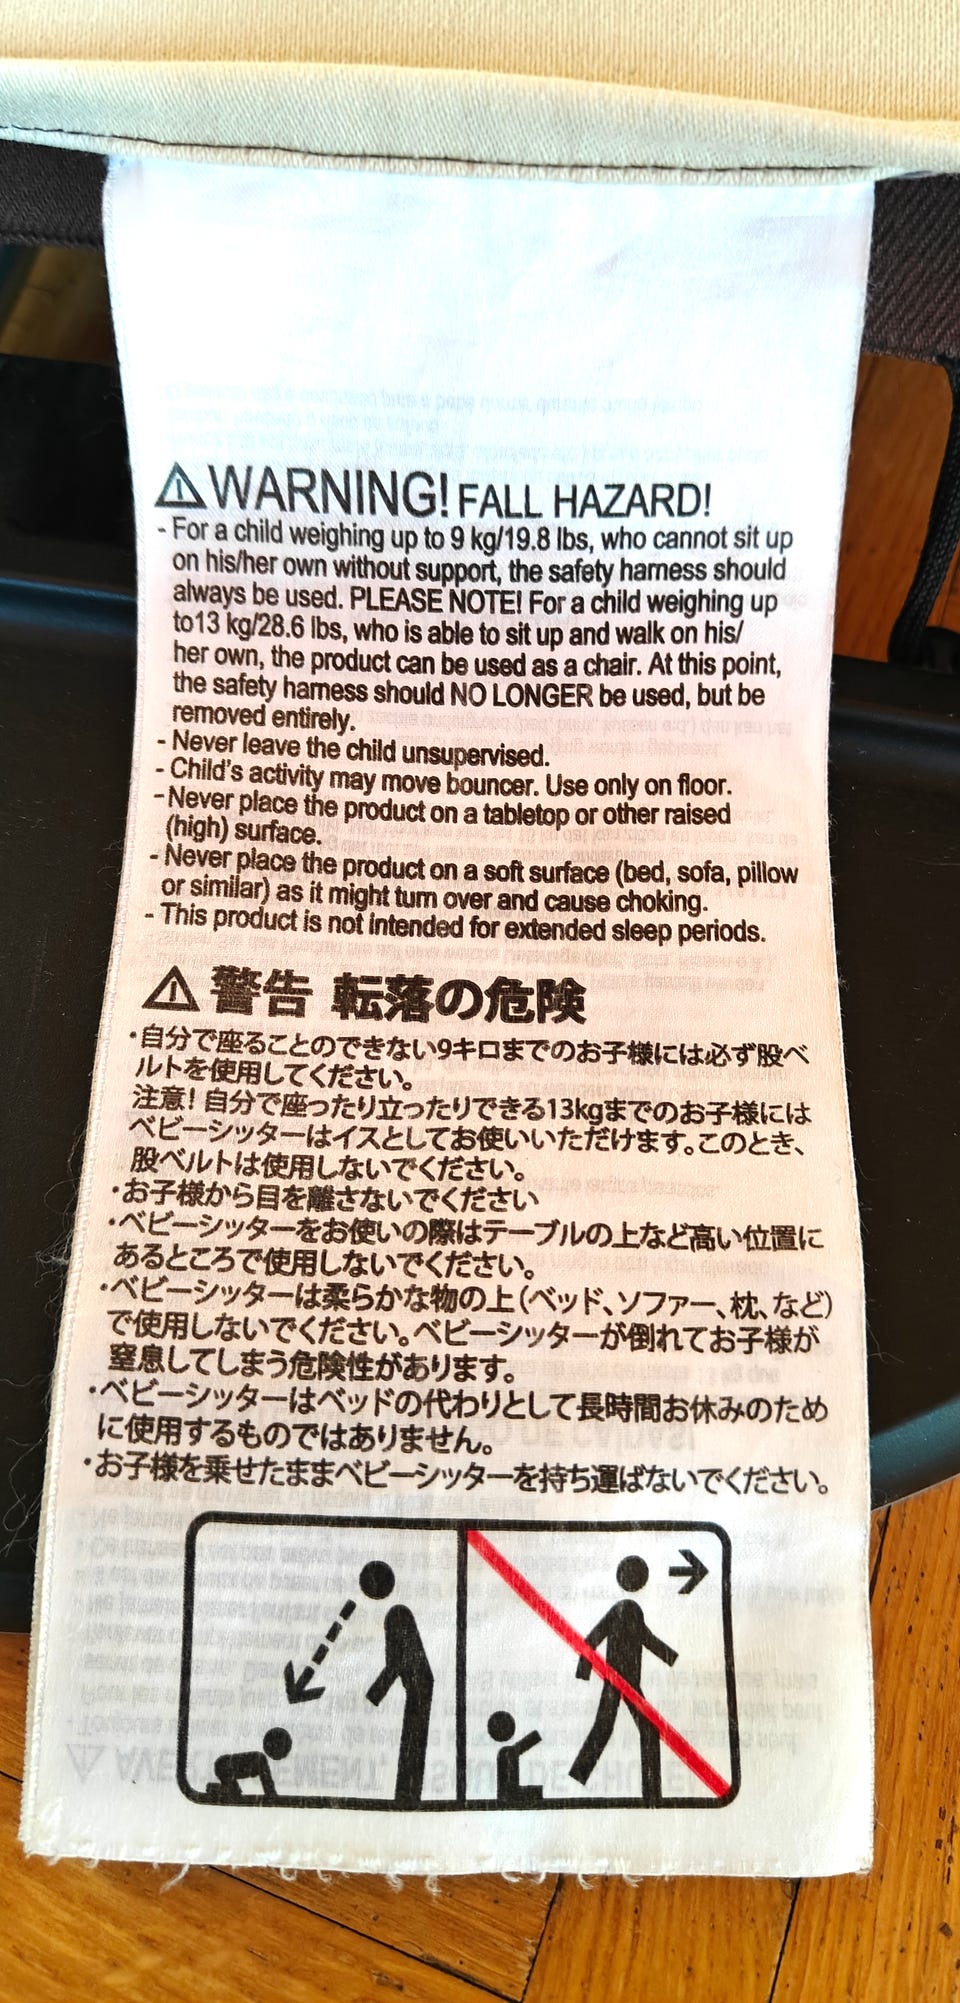 WARNING! FALL HAZARD!
- For a child weighing up to 9 kg/19.8 lbs, who cannot sit up
on his/her own without support, the safety harness should
always be used. PLEASE NOTE! For a child weighing up
to13 kg/28.6 lbs, who is able to sit up and walk on his/
her own, the product can be used as a chair. At this point,
the safety harness should NO LONGER be used, but be
removed entirely.
- Never leave the child unsupervised.
- Child's activity may move bouncer. Use only on floor.
- Never place the product on a tabletop or other raised
(high) surface.
- Never place the product on a soft surface (bed, sofa, pillow
or similar) as it might turn over and cause choking.
- This product is not intended for extended sleep periods.
警告 転落の危険
・自分で座ることのできない9キロまでのお子様には必ず股ベ
ルトを使用してください。
注意！自分で座ったり立ったりできる13kgまでのお子様には
ベビーシッターはイスとしてお使いいただけます。このとき、
股ベルトは使用しないでください。
・お子様から目を離さないでください
・ベビーシッターをお使いの際はテーブルの上など高い位置に
あるところで使用しないでください。
・ベビーシッターは柔らかな物の上（ベッド、ソファー、枕、など）
で使用しないでください。ベビーシッターが倒れてお子様が
窒息してしまう危険性があります。
・ベビーシッターはベッドの代わりとして長時間お休みのため
に使用するものではありません。
・お子様を乗せたままベビーシッターを持ち運ばないでください。